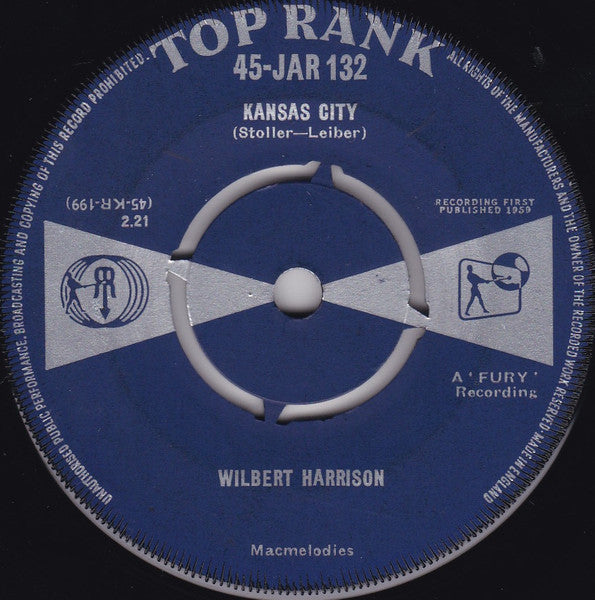 TOP RANK
45-JAR 132
KANSAS CITY
(Stoller—Leiber)
(45-KR-199)
2.21
RECORDING FIRST
PUBLISHED 1959
A 'FURY'
Recording
WILBERT HARRISON
Macmelodies
ALL RIGHTS OF THE MANUFACTURERS AND THE OWNER OF THE RECORDED WORK RESERVED-MADE IN ENGLAND
UNAUTHORISED PUBLIC PERFORMANCE, BROADCASTING AND COPYING OF THIS RECORD PROHIBITED.